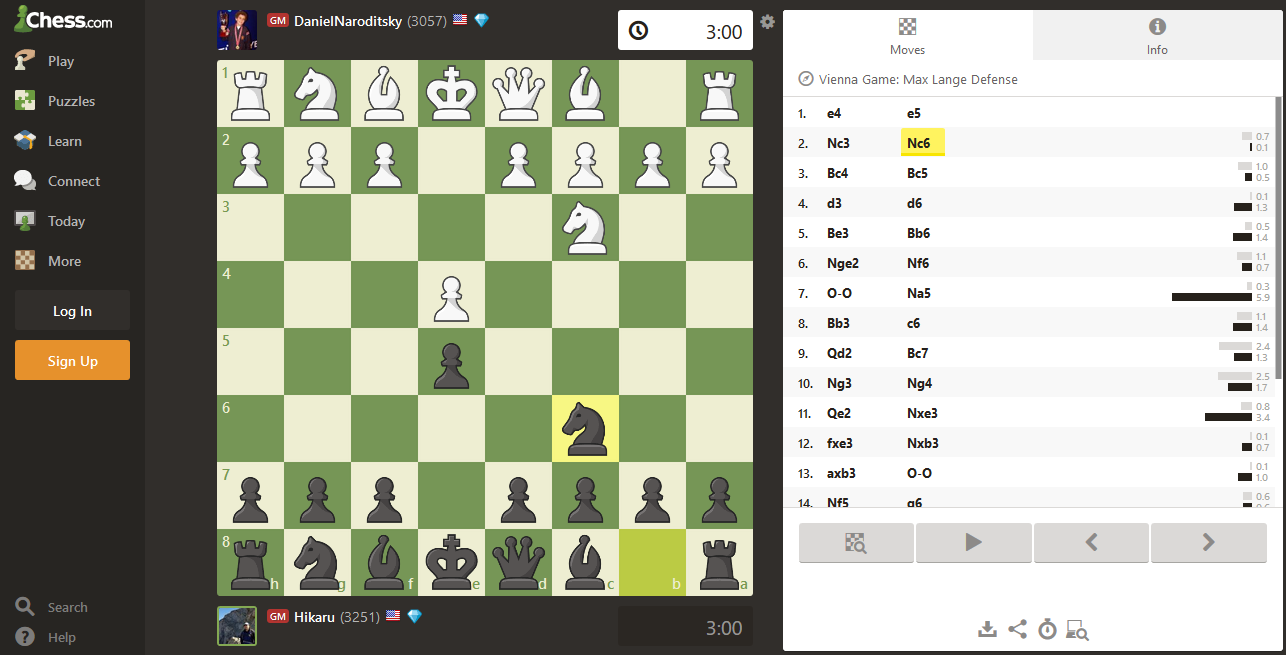 Chess.com
Play
Puzzles
Learn
Connect
Today
More
Log In
Sign Up
Search
Help
GM DanielNaroditsky (3057)
3:00
1
2
3
4
5
6
7
8
h g f e d c b a
GM Hikaru (3251)
3:00
Moves
Info
Vienna Game: Max Lange Defense
1. e4 e5
2. Nc3 Nc6 0.7 0.1
3. Bc4 Bc5 1.0 0.5
4. d3 d6 0.1 1.3
5. Be3 Bb6 0.5 1.4
6. Nge2 Nf6 1.1 0.7
7. O-O Na5 0.3 5.9
8. Bb3 c6 1.1 1.4
9. Qd2 Bc7 2.4 1.3
10. Ng3 Ng4 2.5 1.7
11. Qe2 Nxe3 0.8 3.4
12. fxe3 Nxb3 0.1 0.7
13. axb3 O-O 0.1 1.0
14. Nf5 g6 0.6